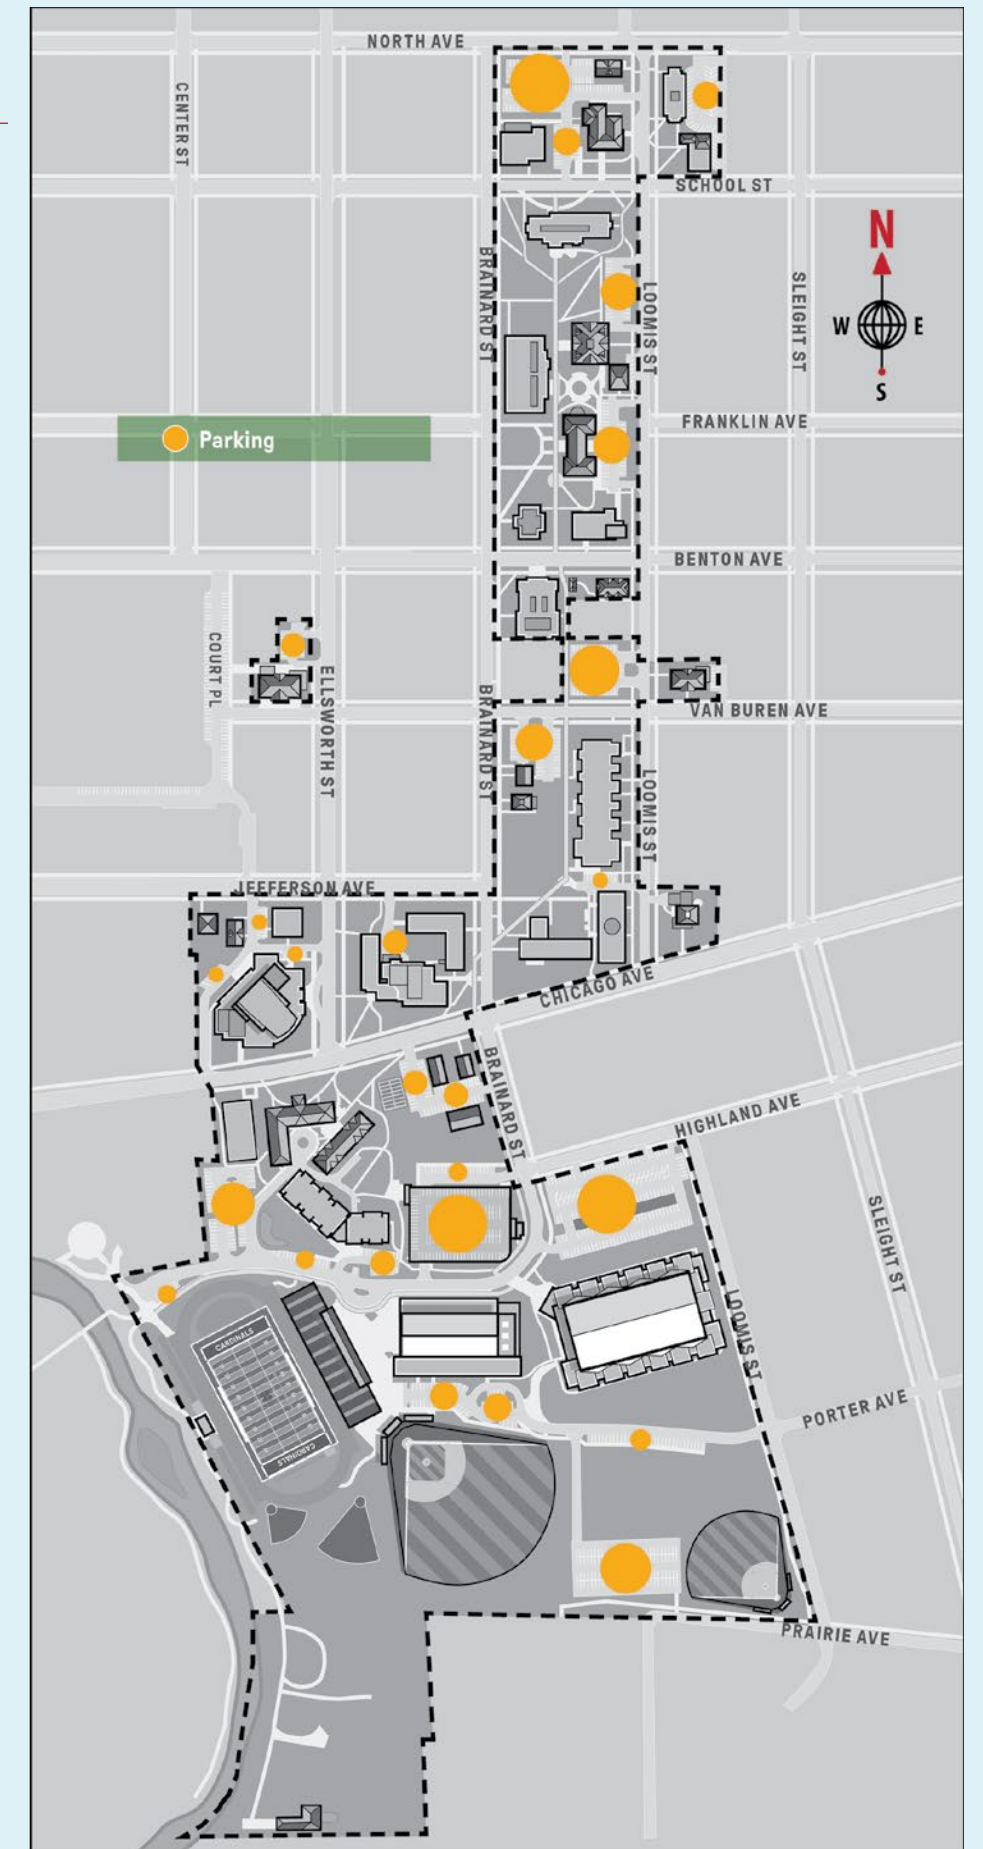 NORTH AVE
CENTER ST
SCHOOL ST
N
W E
S
BRAINARD ST
LOOMIS ST
SLEIGHT ST
FRANKLIN AVE
Parking
BENTON AVE
COURT PL
ELLSWORTH ST
BRAINARD ST
VAN BUREN AVE
LOOMIS ST
JEFFERSON AVE
CHICAGO AVE
BRAINARD ST
HIGHLAND AVE
SLEIGHT ST
LOOMIS ST
CARDINALS
CARDINALS
PORTER AVE
PRAIRIE AVE